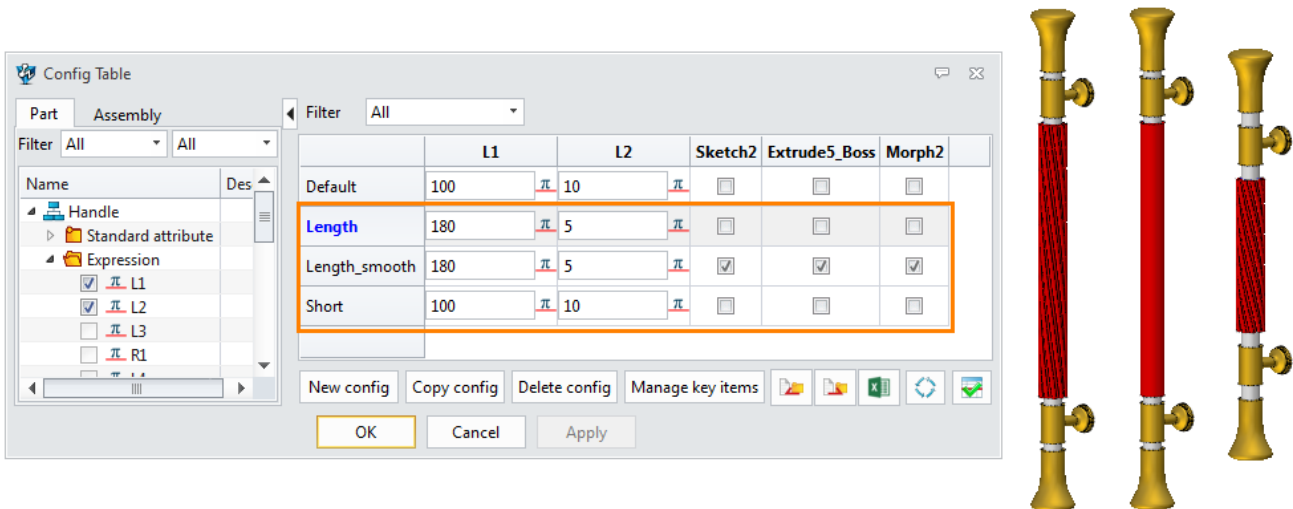 Config Table
Part Assembly
Filter All All
Name Des
Handle
Standard attribute
Expression
π L1
π L2
π L3
π R1
Filter All
L1 L2 Sketch2 Extrude5_Boss Morph2
Default 100 π 10 π
Length 180 π 5 π
Length_smooth 180 π 5 π
Short 100 π 10 π
New config Copy config Delete config Manage key items
OK Cancel Apply